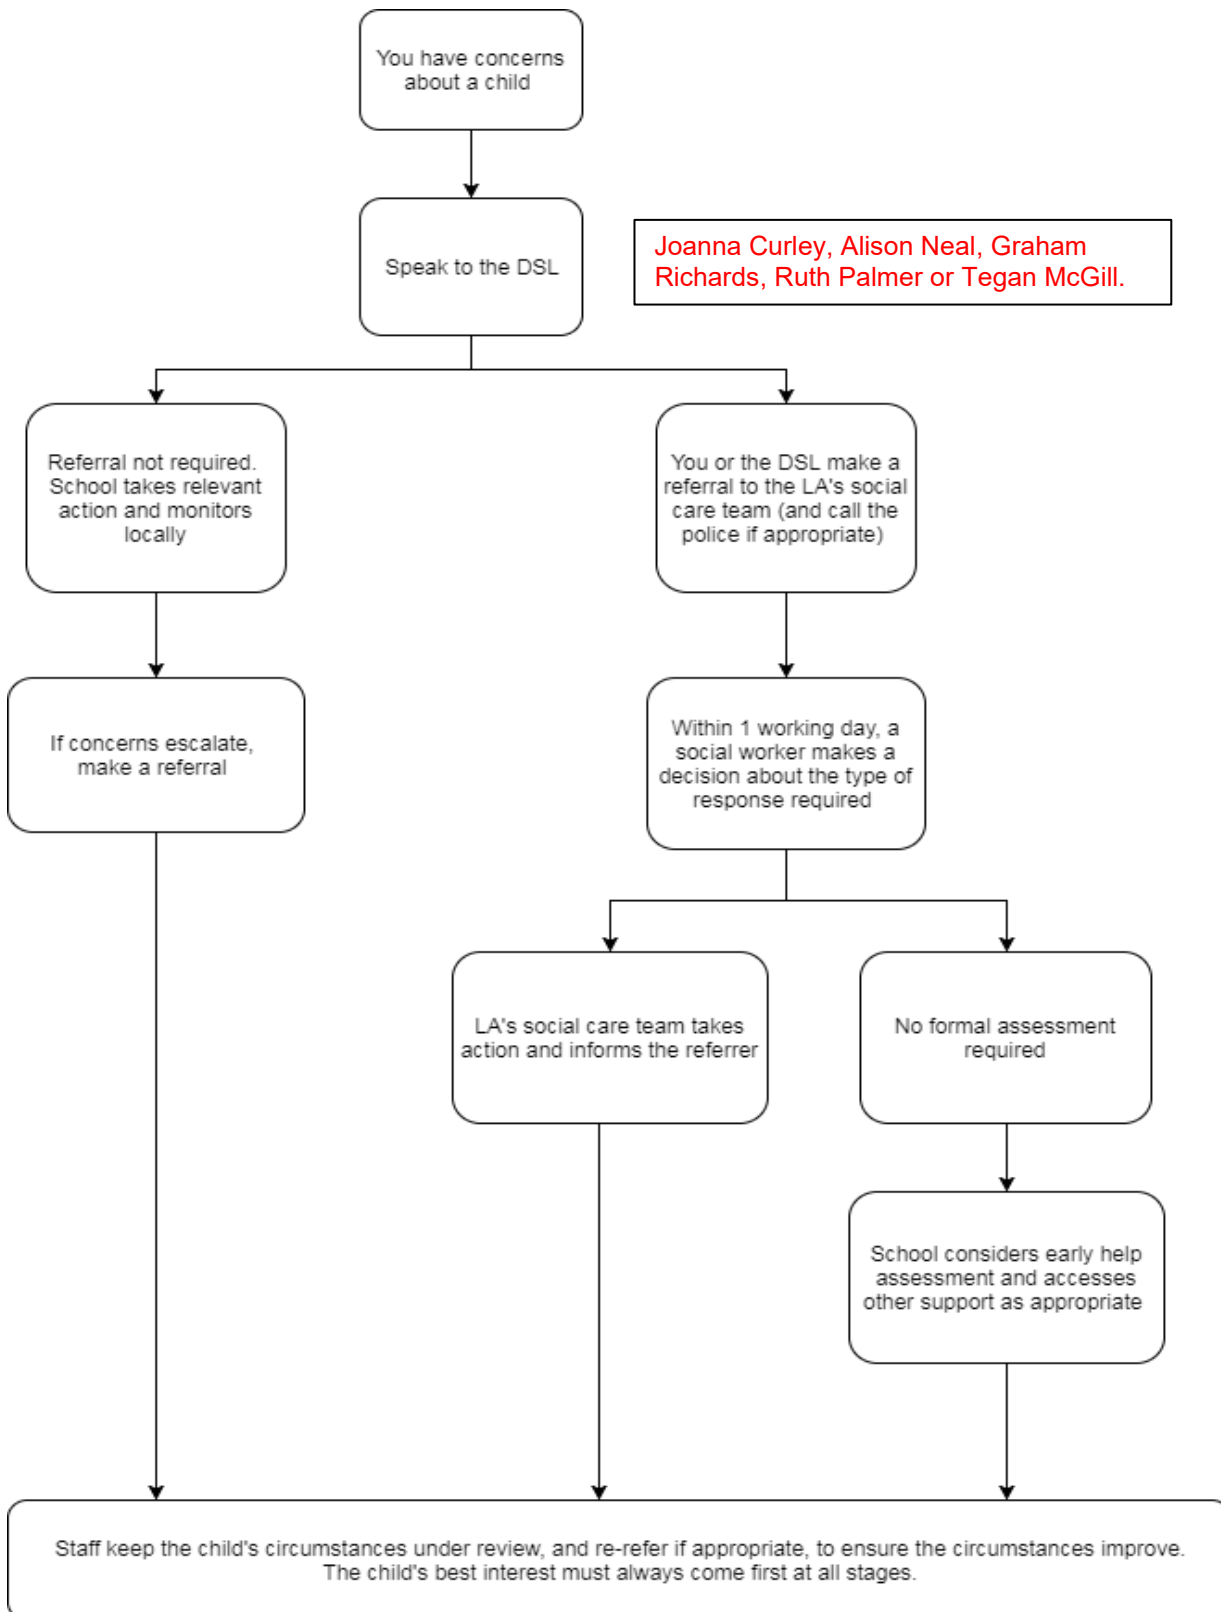 You have concerns
about a child
Speak to the DSL
Joanna Curley, Alison Neal, Graham
Richards, Ruth Palmer or Tegan McGill.
Referral not required.
School takes relevant
action and monitors
locally
You or the DSL make a
referral to the LA's social
care team (and call the
police if appropriate)
If concerns escalate,
make a referral
Within 1 working day, a
social worker makes a
decision about the type of
response required
LA's social care team takes
action and informs the referrer
No formal assessment
required
School considers early help
assessment and accesses
other support as appropriate
Staff keep the child's circumstances under review, and re-refer if appropriate, to ensure the circumstances improve.
The child's best interest must always come first at all stages.